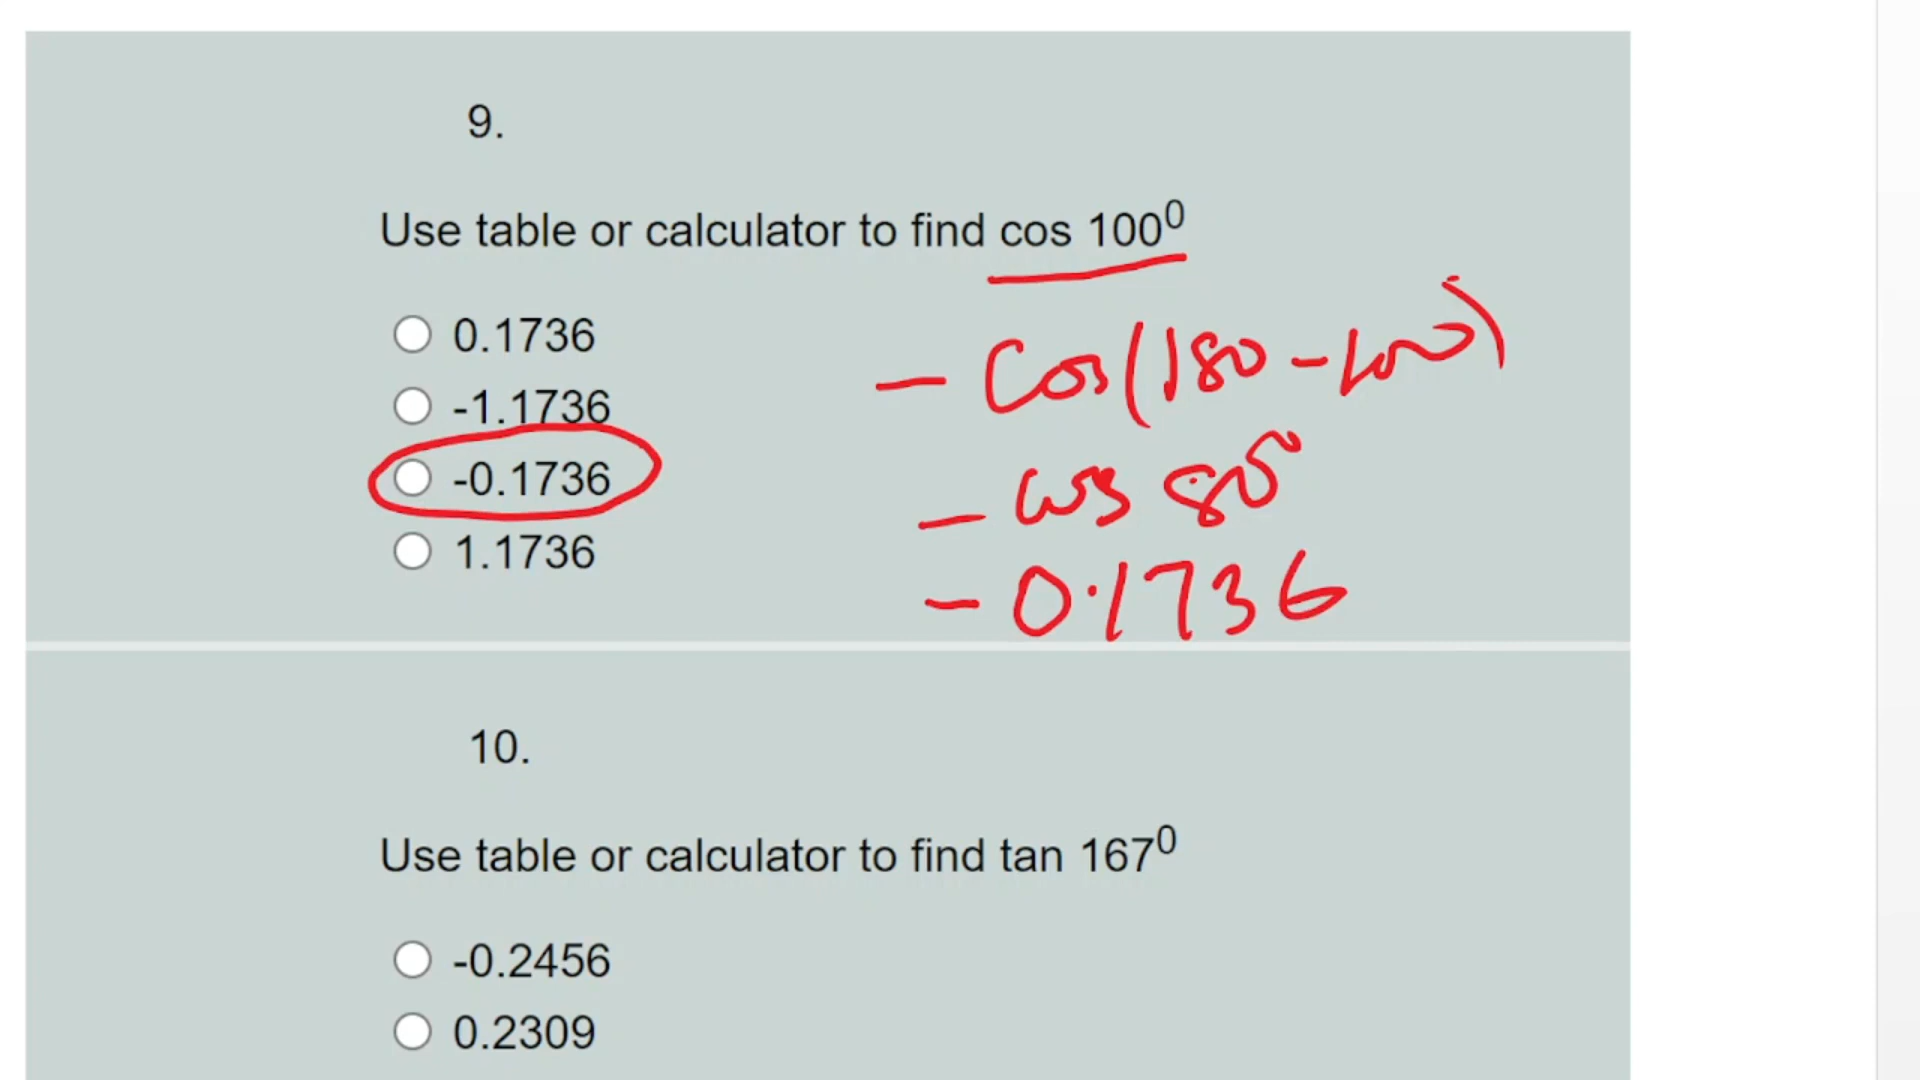 9.
Use table or calculator to find cos 100⁰
0.1736
-1.1736
-0.1736
1.1736
- Cos(180-100)
- cos 80°
- 0.1736
10.
Use table or calculator to find tan 167⁰
-0.2456
0.2309